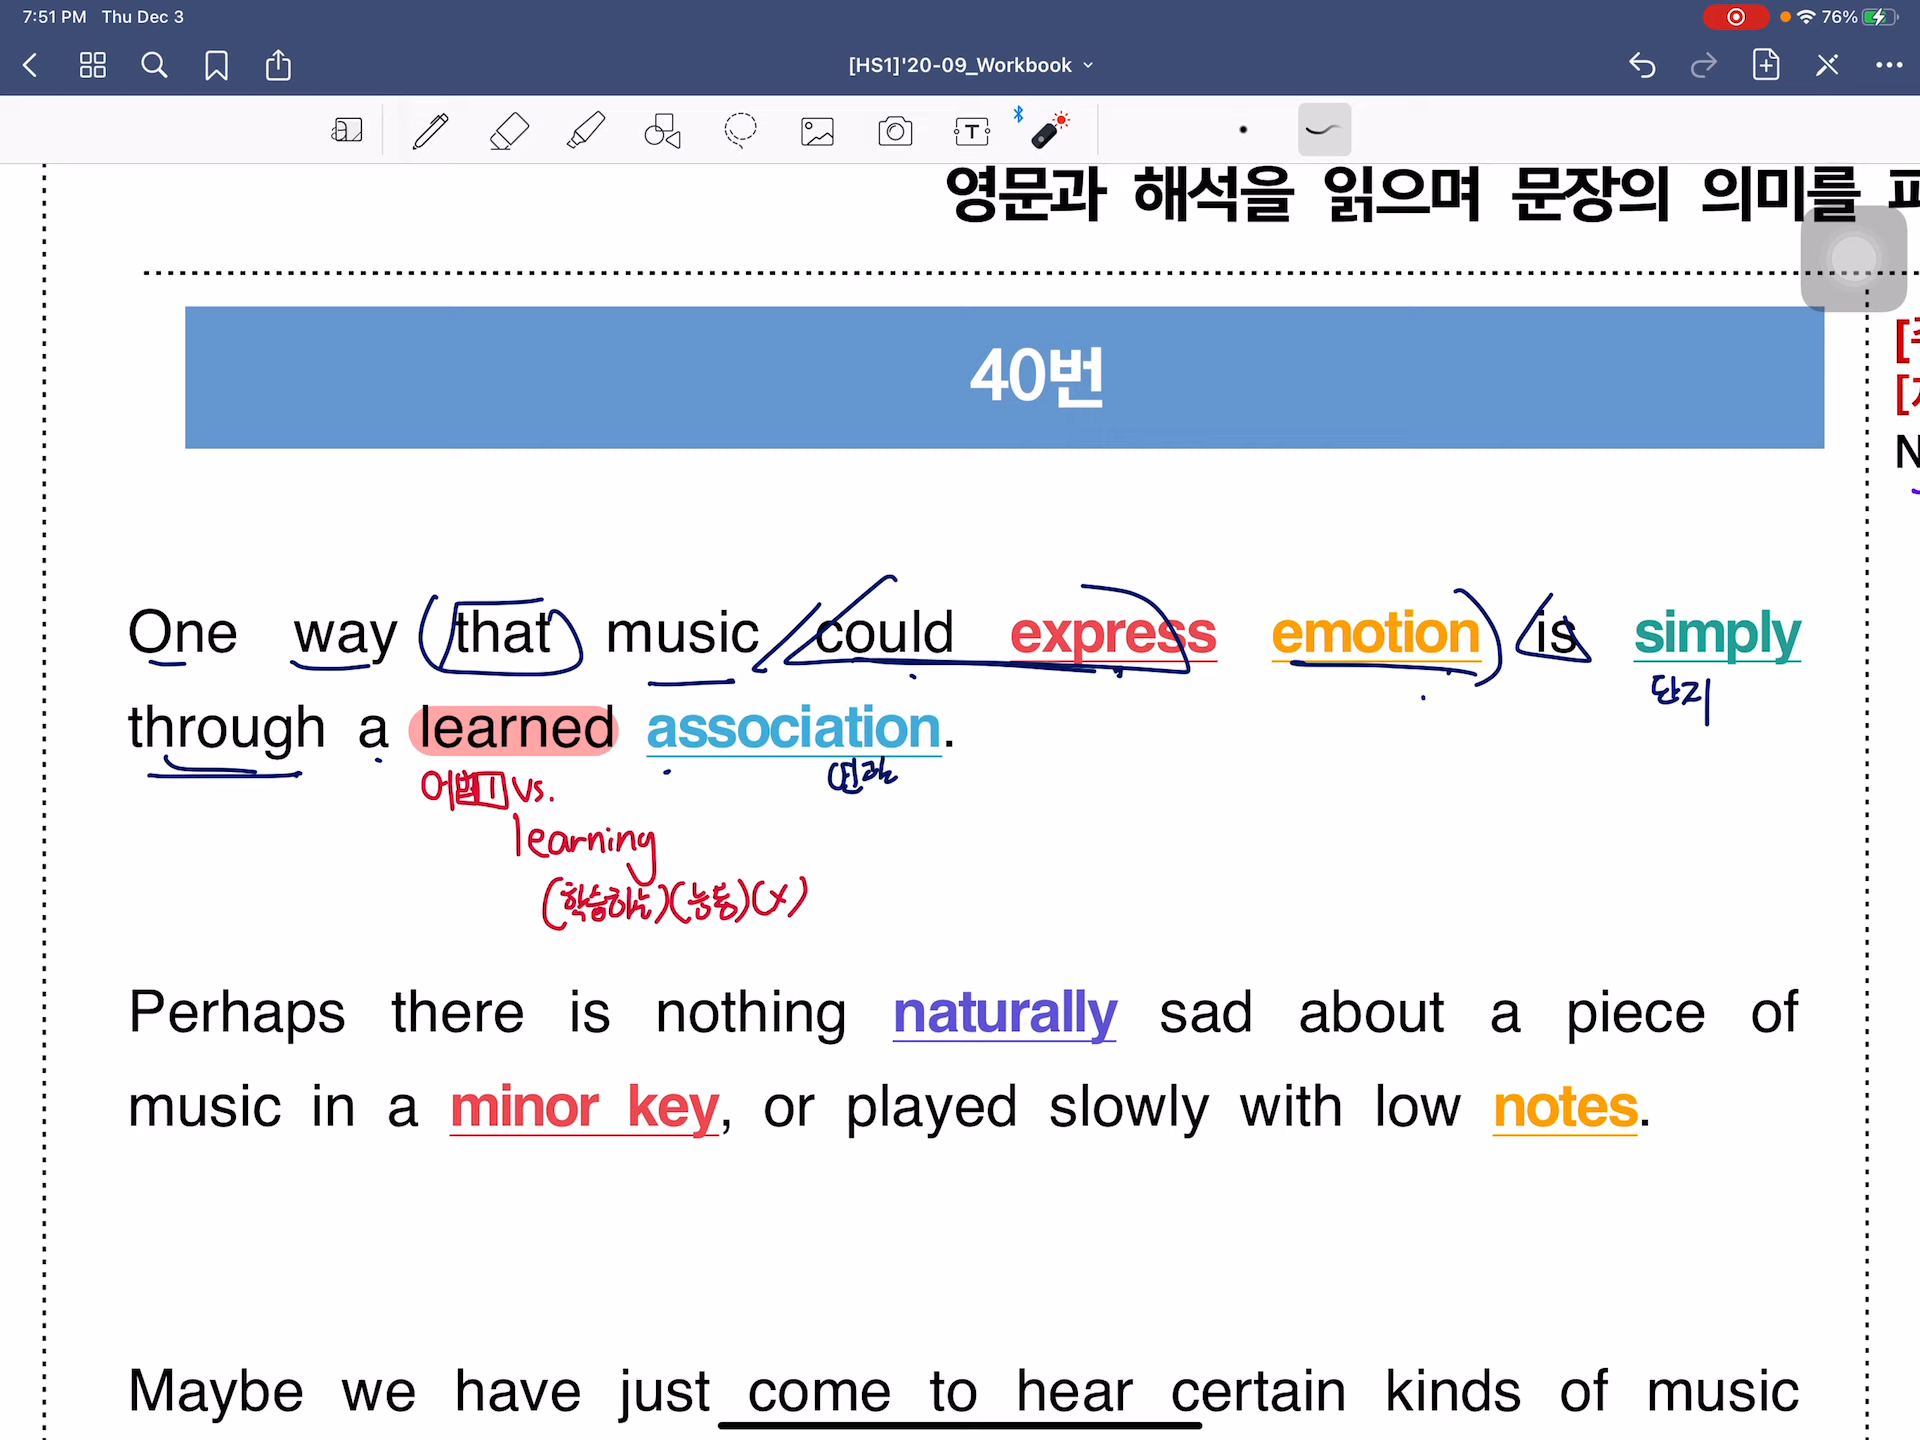 7:51 PM Thu Dec 3
76%
[HS1]'20-09_Workbook
영문과 해석을 읽으며 문장의 의미를
40번
N
One way that music could express emotion is simply
단지
through a learned association.
어법1 vs. 연관
learning
(학습하는)(능동)(x)
Perhaps there is nothing naturally sad about a piece of
music in a minor key, or played slowly with low notes.
Maybe we have just come to hear certain kinds of music